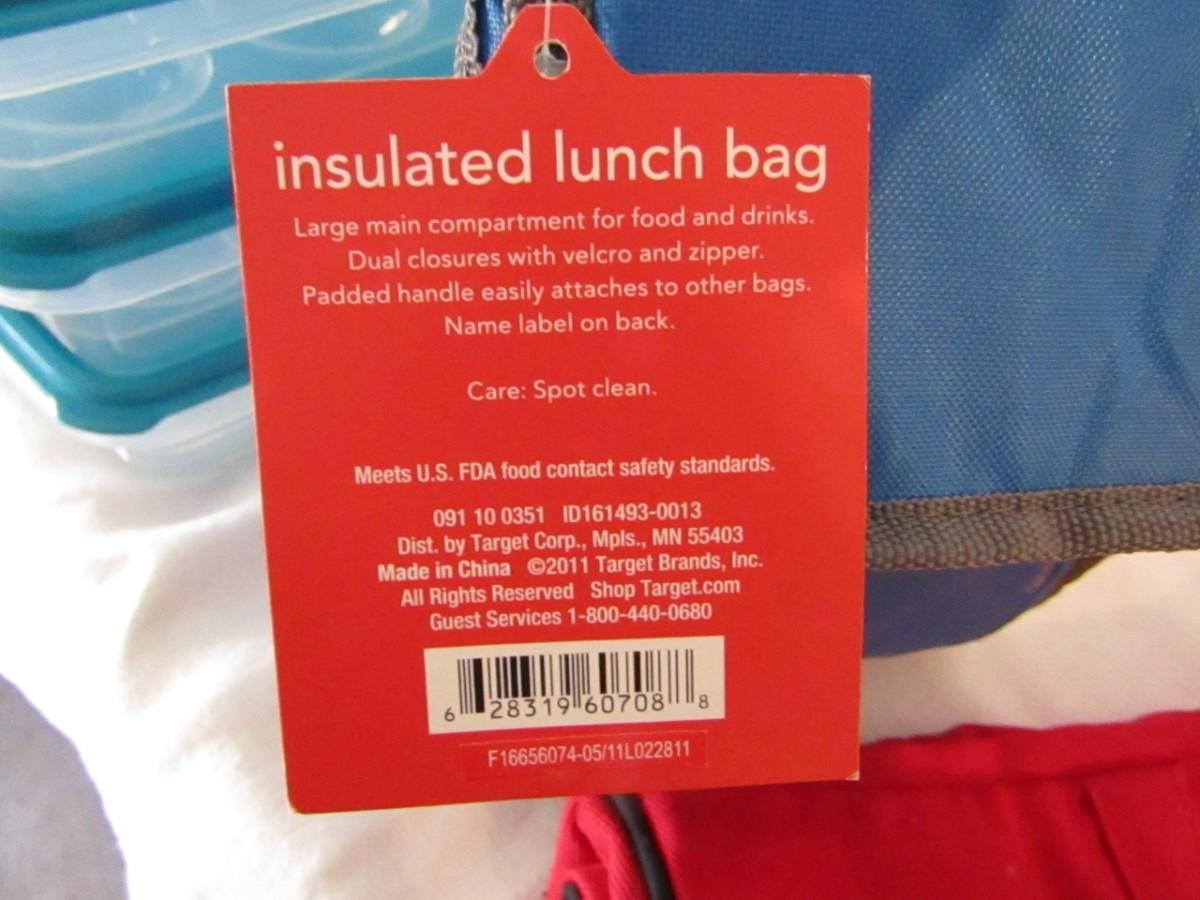 insulated lunch bag
Large main compartment for food and drinks.
Dual closures with velcro and zipper.
Padded handle easily attaches to other bags.
Name label on back.
Care: Spot clean.
Meets U.S. FDA food contact safety standards.
091 10 0351 ID161493-0013
Dist. by Target Corp., Mpls., MN 55403
Made in China ©2011 Target Brands, Inc.
All Rights Reserved Shop Target.com
Guest Services 1-800-440-0680
6 28319 60708 8
F16656074-05/11L022811